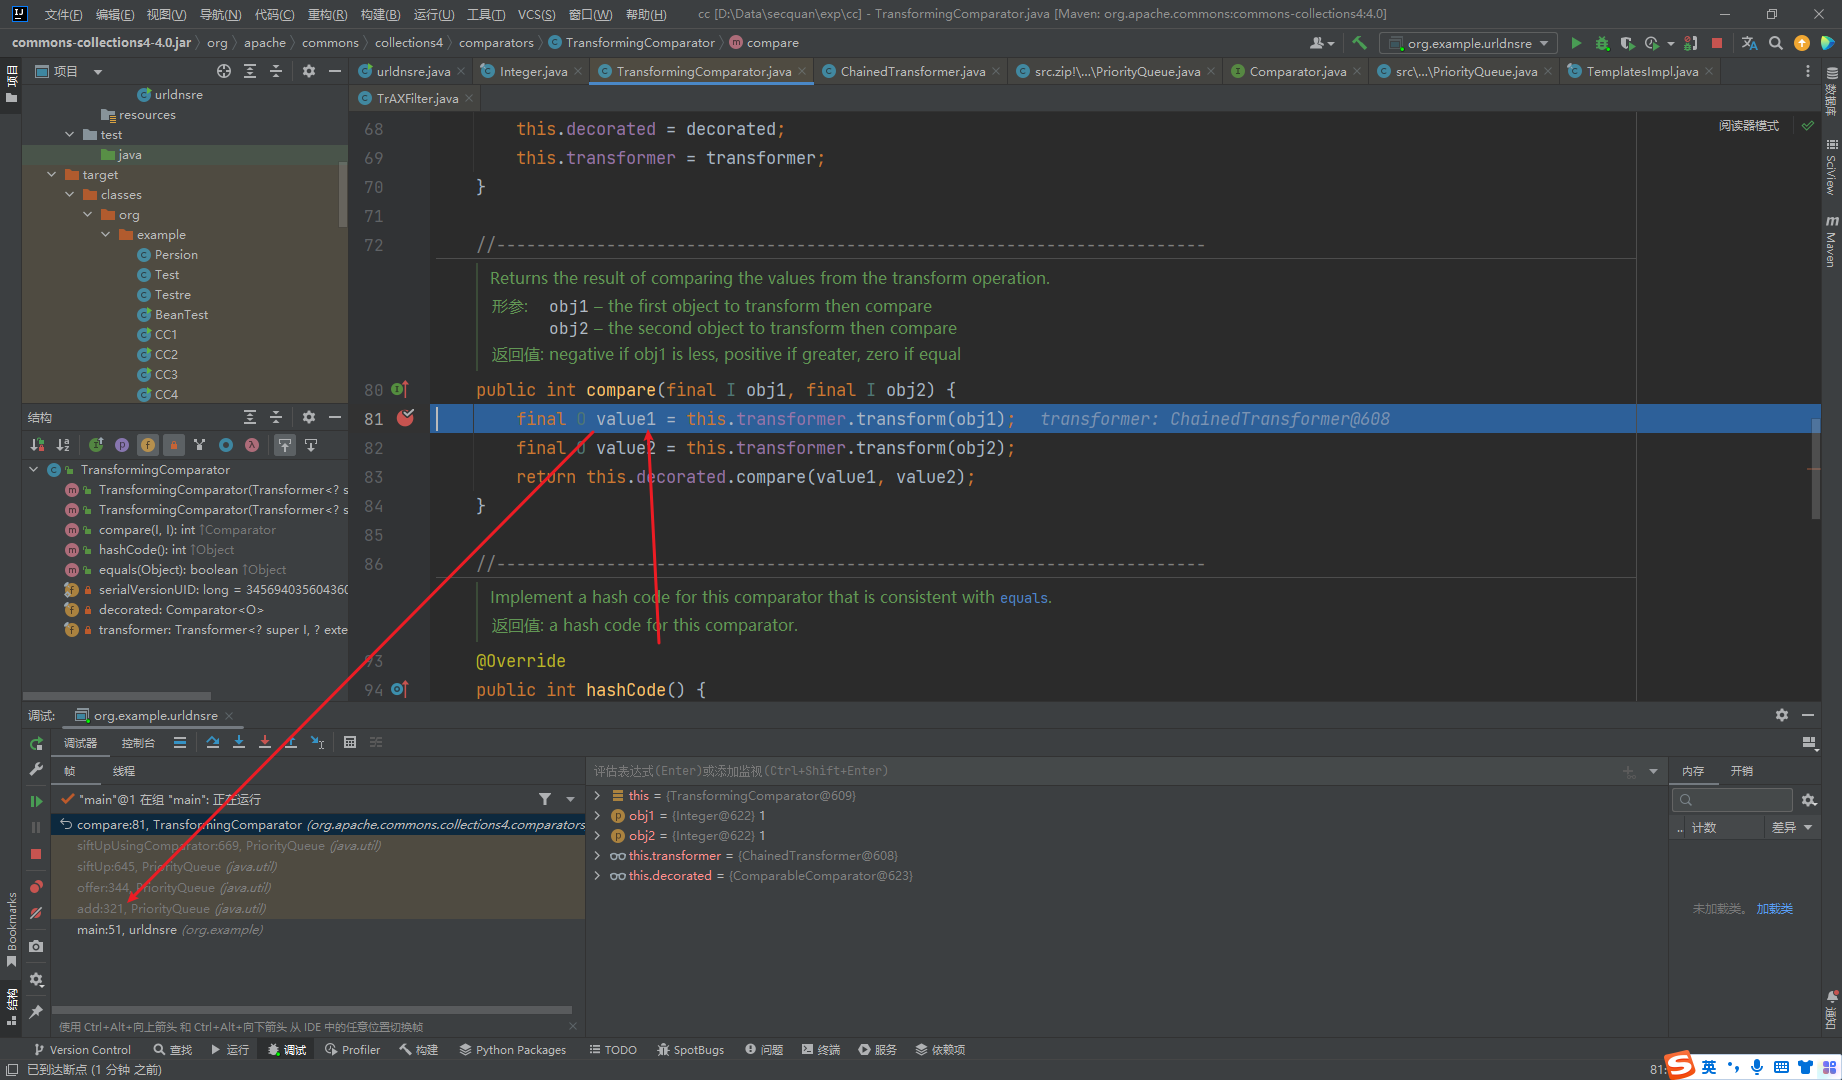 文件(F) 编辑(E) 视图(V) 导航(N) 代码(C) 重构(R) 构建(B) 运行(U) 工具(T) VCS(S) 窗口(W) 帮助(H) cc [D:\Data\secquan\exp\cc] - TransformingComparator.java [Maven: org.apache.commons:commons-collections4:4.0]
commons-collections4-4.0.jar org apache commons collections4 comparators TransformingComparator compare org.example.urldnsre
项目
项目
urldnsre.java Integer.java TransformingComparator.java ChainedTransformer.java src.zip!\...\PriorityQueue.java Comparator.java src\...\PriorityQueue.java TemplatesImpl.java
TrAXFilter.java
数据库
SciView
Maven
通知
urldnsre
resources
test
java
target
classes
org
example
Persion
Test
Testre
BeanTest
CC1
CC2
CC3
CC4
阅读器模式
68 this.decorated = decorated;
69 this.transformer = transformer;
70 }
71
72 //-----------------------------------------------------------------------
Returns the result of comparing the values from the transform operation.
形参: obj1 – the first object to transform then compare
obj2 – the second object to transform then compare
返回值: negative if obj1 is less, positive if greater, zero if equal
80 public int compare(final I obj1, final I obj2) {
81 final O value1 = this.transformer.transform(obj1); transformer: ChainedTransformer@608
82 final O value2 = this.transformer.transform(obj2);
83 return this.decorated.compare(value1, value2);
84 }
85
86 //-----------------------------------------------------------------------
Implement a hash code for this comparator that is consistent with equals.
返回值: a hash code for this comparator.
93 @Override
94 public int hashCode() {
结构
TransformingComparator
TransformingComparator(Transformer<? s
TransformingComparator(Transformer<? s
compare(I, I): int ↑Comparator
hashCode(): int ↑Object
equals(Object): boolean ↑Object
serialVersionUID: long = 345694035604360
decorated: Comparator<O>
transformer: Transformer<? super I, ? exte
调试: org.example.urldnsre
调试器 控制台
帧 线程
"main"@1 在组 "main": 正在运行
compare:81, TransformingComparator (org.apache.commons.collections4.comparators
siftUpUsingComparator:669, PriorityQueue (java.util)
siftUp:645, PriorityQueue (java.util)
offer:344, PriorityQueue (java.util)
add:321, PriorityQueue (java.util)
main:51, urldnsre (org.example)
使用 Ctrl+Alt+向上箭头 和 Ctrl+Alt+向下箭头 从 IDE 中的任意位置切换帧
评估表达式(Enter)或添加监视(Ctrl+Shift+Enter)
this = {TransformingComparator@609}
obj1 = {Integer@622} 1
obj2 = {Integer@622} 1
this.transformer = {ChainedTransformer@608}
this.decorated = {ComparableComparator@623}
内存 开销
.. 计数 差异
未加载类。 加载类
Bookmarks
结构
Version Control 查找 运行 调试 Profiler 构建 Python Packages TODO SpotBugs 问题 终端 服务 依赖项
已到达断点 (1 分钟 之前)
81:
英